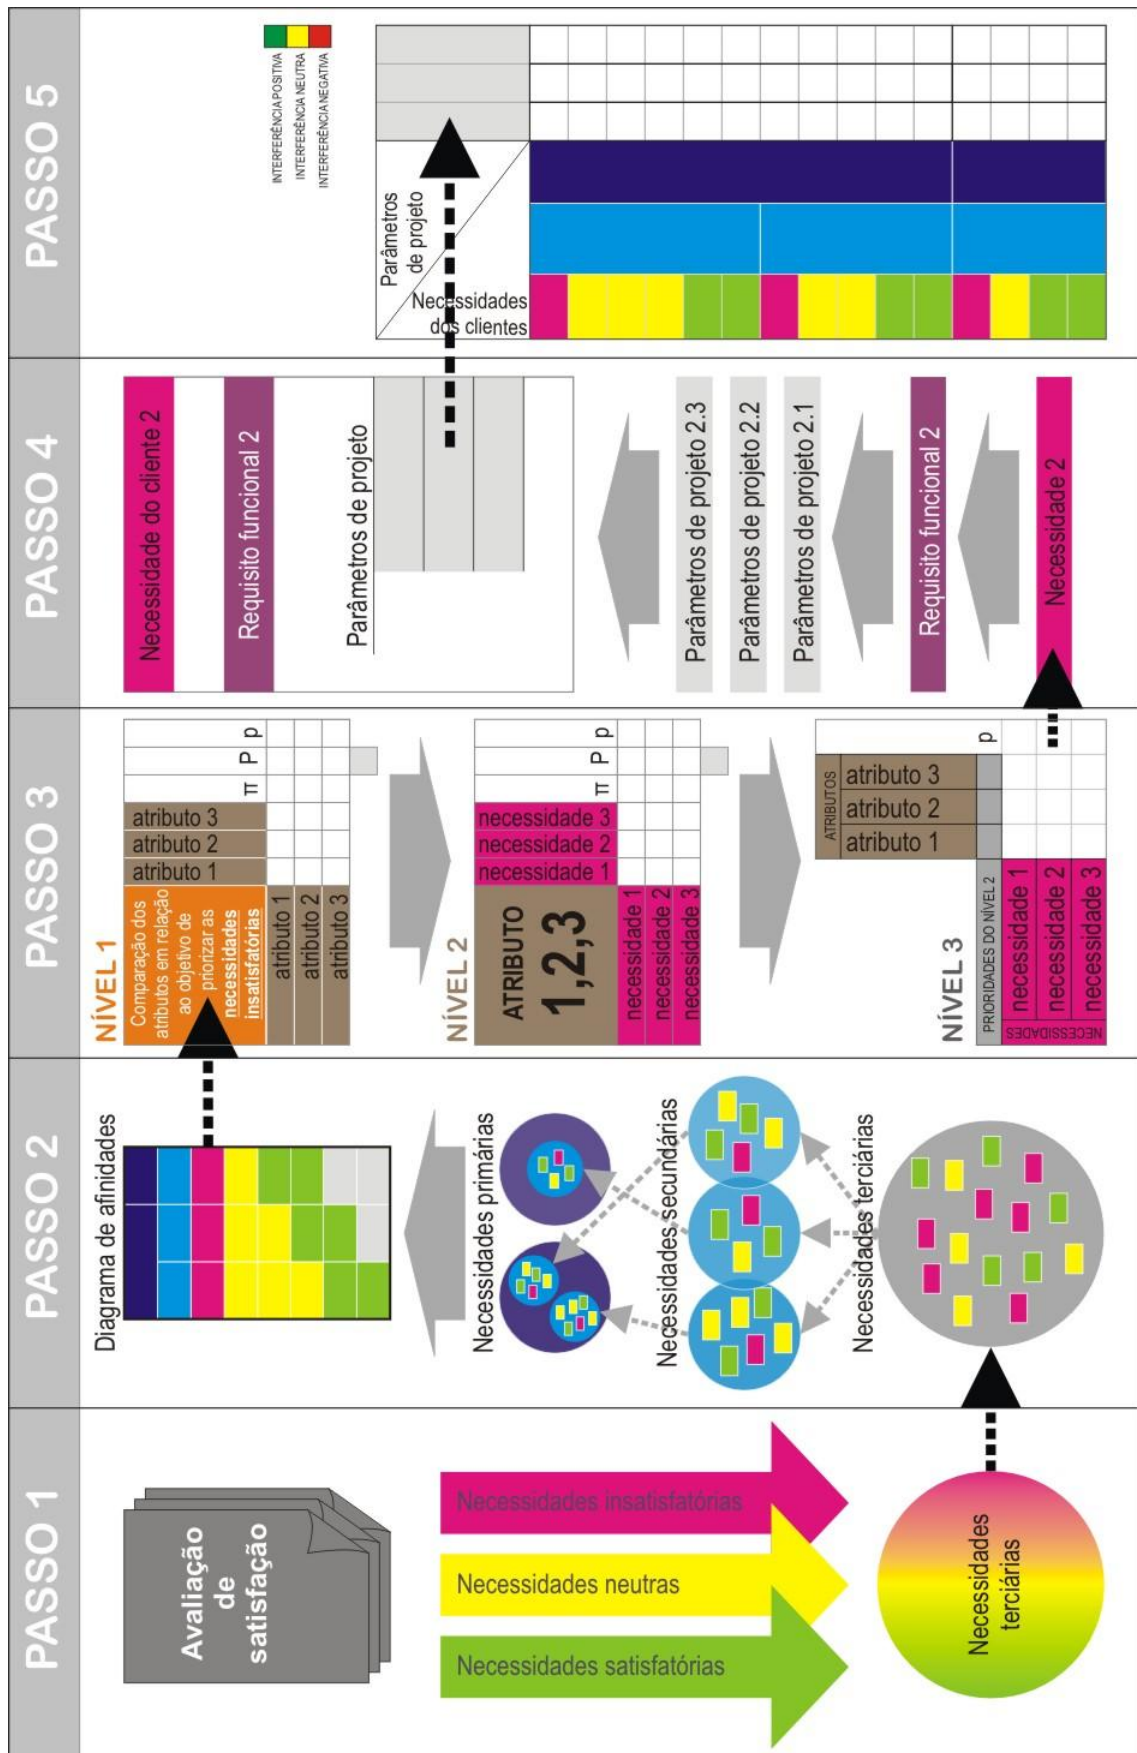 PASSO 1
Avaliação
de
satisfação
Necessidades insatisfatórias
Necessidades neutras
Necessidades satisfatórias
Necessidades
terciárias
PASSO 2
Diagrama de afinidades
Necessidades primárias
Necessidades secundárias
Necessidades terciárias
PASSO 3
NÍVEL 1
Comparação dos
atributos em relação
ao objetivo de
priorizar as
necessidades
insatisfatórias
atributo 1
atributo 2
atributo 3
π
P
p
atributo 1
atributo 2
atributo 3
NÍVEL 2
ATRIBUTO
1,2,3
necessidade 1
necessidade 2
necessidade 3
π
P
p
necessidade 1
necessidade 2
necessidade 3
NÍVEL 3
ATRIBUTOS
atributo 1
atributo 2
atributo 3
PRIORIDADES DO NÍVEL 2
p
NECESSIDADES
necessidade 1
necessidade 2
necessidade 3
PASSO 4
Necessidade do cliente 2
Requisito funcional 2
Parâmetros de projeto
Parâmetros de projeto 2.3
Parâmetros de projeto 2.2
Parâmetros de projeto 2.1
Requisito funcional 2
Necessidade 2
PASSO 5
INTERFERÊNCIA POSITIVA
INTERFERÊNCIA NEUTRA
INTERFERÊNCIA NEGATIVA
Parâmetros
de projeto
Necessidades
dos clientes